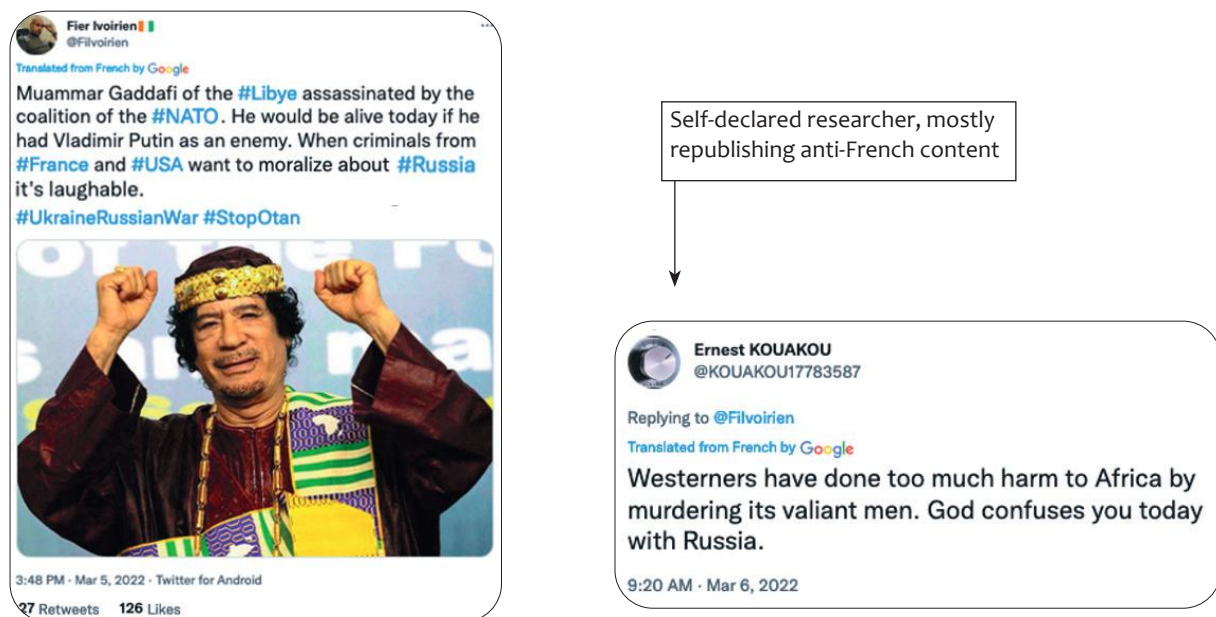 Fier Ivoirien
@FiIvoirien
Translated from French by Google
Muammar Gaddafi of the #Libye assassinated by the
coalition of the #NATO. He would be alive today if he
had Vladimir Putin as an enemy. When criminals from
#France and #USA want to moralize about #Russia
it's laughable.
#UkraineRussianWar #StopOtan
of the
3:48 PM · Mar 5, 2022 · Twitter for Android
27 Retweets 126 Likes
Self-declared researcher, mostly
republishing anti-French content
Ernest KOUAKOU
@KOUAKOU17783587
Replying to @FiIvoirien
Translated from French by Google
Westerners have done too much harm to Africa by
murdering its valiant men. God confuses you today
with Russia.
9:20 AM · Mar 6, 2022